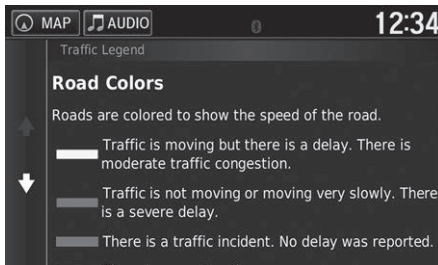 MAP AUDIO 12:34
Traffic Legend
Road Colors
Roads are colored to show the speed of the road.
Traffic is moving but there is a delay. There is
moderate traffic congestion.
Traffic is not moving or moving very slowly. There
is a severe delay.
There is a traffic incident. No delay was reported.